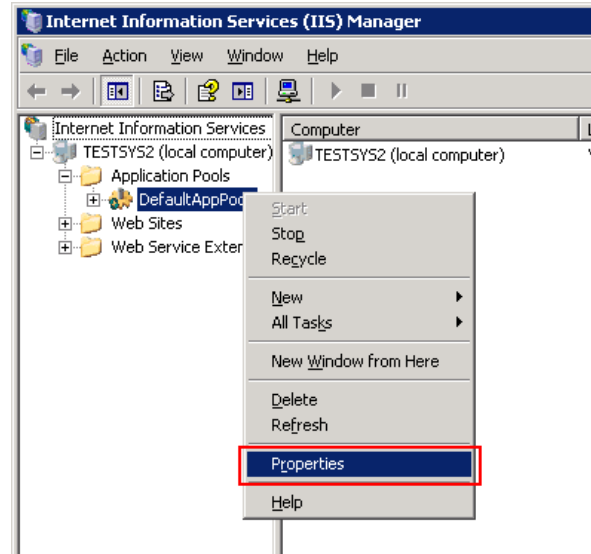 Internet Information Services (IIS) Manager
File Action View Window Help
Internet Information Services
Computer
TESTSYS2 (local computer)
TESTSYS2 (local computer)
Application Pools
DefaultAppPoo
Web Sites
Web Service Exter
Start
Stop
Recycle
New
All Tasks
New Window from Here
Delete
Refresh
Properties
Help